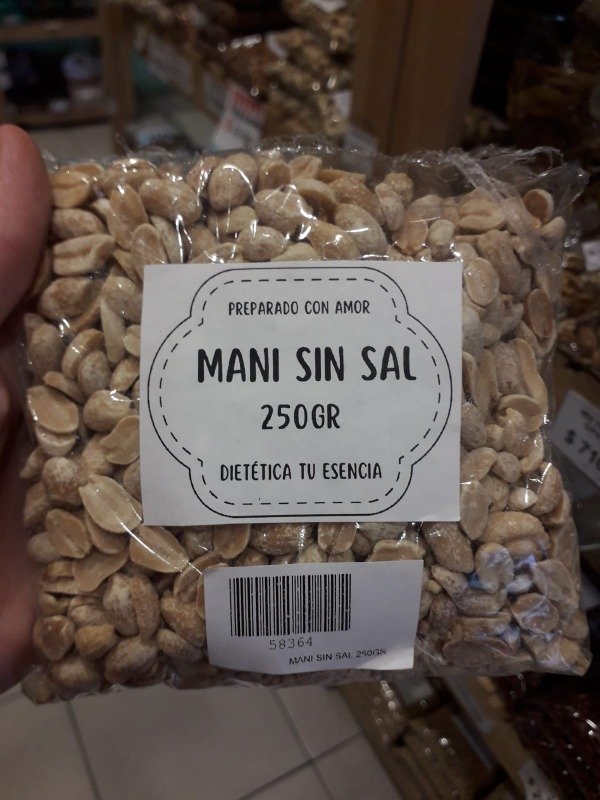 PREPARADO CON AMOR
MANI SIN SAL
250GR
DIETÉTICA TU ESENCIA
58364
MANI SIN SAL 250GR